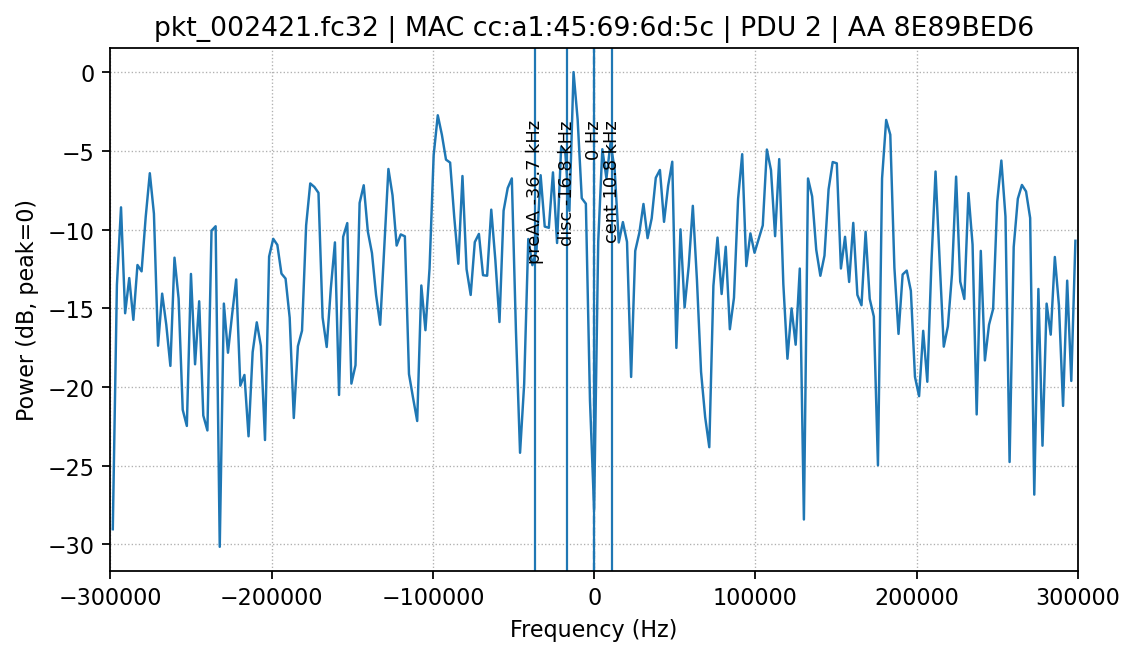 pkt_002421.fc32 | MAC cc:a1:45:69:6d:5c | PDU 2 | AA 8E89BED6
Power (dB, peak=0)
0
−5
−10
−15
−20
−25
−30
preAA -36.7 kHz
disc -16.8 kHz
0 Hz
cent 10.8 kHz
−300000
−200000
−100000
0
100000
200000
300000
Frequency (Hz)